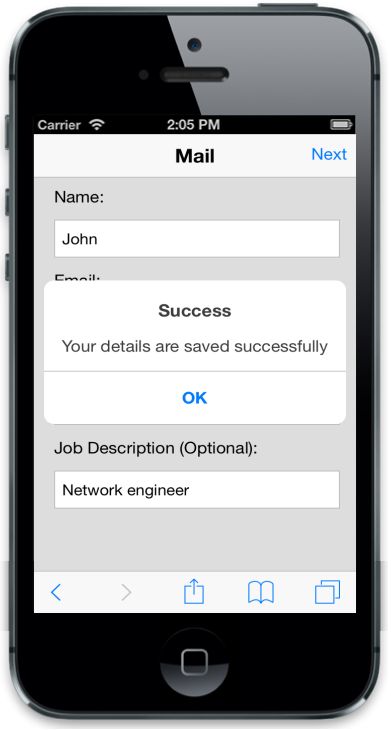 Carrier 2:05 PM
Mail Next
Name:
John
Email:
Success
Your details are saved successfully
OK
Job Description (Optional):
Network engineer